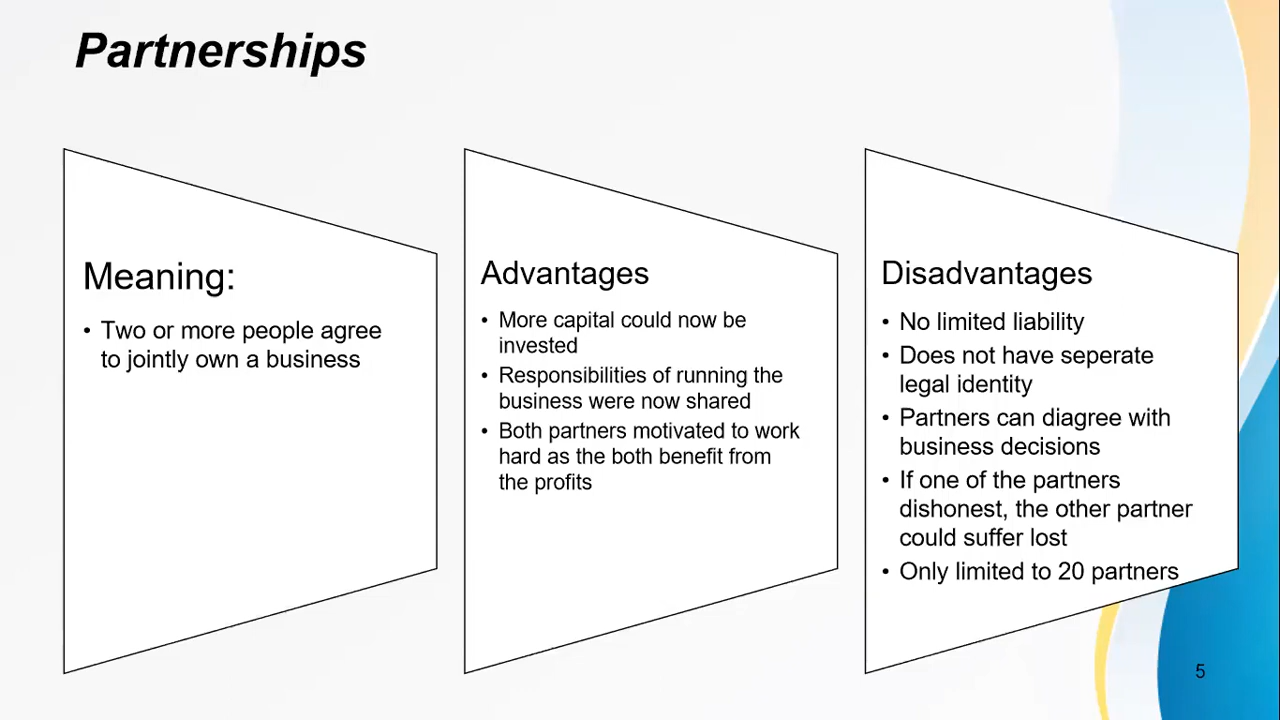 Partnerships
Meaning:
• Two or more people agree
to jointly own a business
Advantages
• More capital could now be
invested
• Responsibilities of running the
business were now shared
• Both partners motivated to work
hard as the both benefit from
the profits
Disadvantages
• No limited liability
• Does not have seperate
legal identity
• Partners can diagree with
business decisions
• If one of the partners
dishonest, the other partner
could suffer lost
• Only limited to 20 partners
5